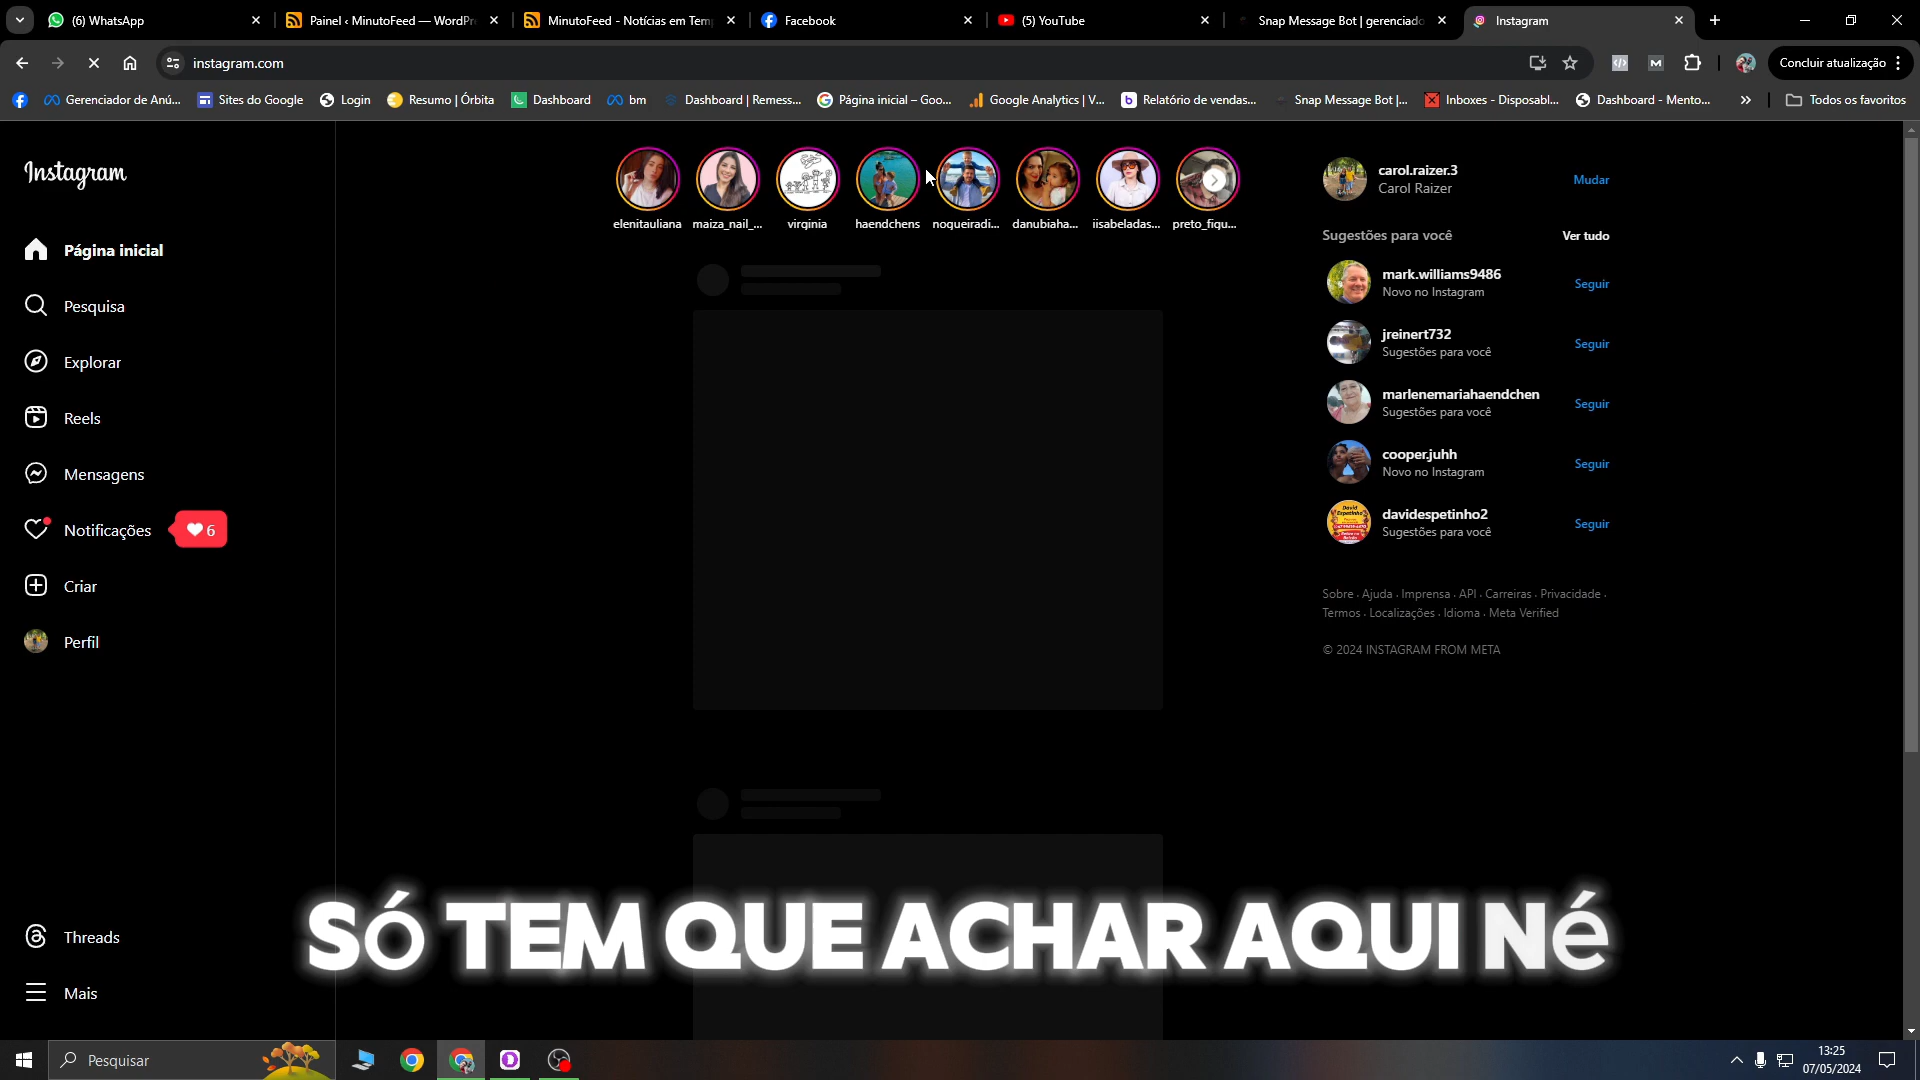 (6) WhatsApp
Painel ‹ MinutoFeed — WordPr
MinutoFeed - Notícias em Tem
Facebook
(5) YouTube
Snap Message Bot | gerenciado
Instagram
instagram.com
Concluir atualização
Gerenciador de Anú...
Sites do Google
Login
Resumo | Órbita
Dashboard
bm
Dashboard | Remess...
Página inicial – Goo...
Google Analytics | V...
Relatório de vendas...
Snap Message Bot |...
Inboxes - Disposabl...
Dashboard - Mento...
Todos os favoritos
Instagram
Página inicial
Pesquisa
Explorar
Reels
Mensagens
Notificações
6
Criar
Perfil
Threads
Mais
elenitauliana
maiza_nail_...
virginia
haendchens
nogueiradi...
danubiaha...
iisabeladas...
preto_figu...
carol.raizer.3
Carol Raizer
Mudar
Sugestões para você
Ver tudo
mark.williams9486
Novo no Instagram
Seguir
jreinert732
Sugestões para você
Seguir
marlenemariahaendchen
Sugestões para você
Seguir
cooper.juhh
Novo no Instagram
Seguir
davidespetinho2
Sugestões para você
Seguir
Sobre · Ajuda · Imprensa · API · Carreiras · Privacidade ·
Termos · Localizações · Idioma · Meta Verified
© 2024 INSTAGRAM FROM META
SÓ TEM QUE ACHAR AQUI NÉ
Pesquisar
13:25
07/05/2024